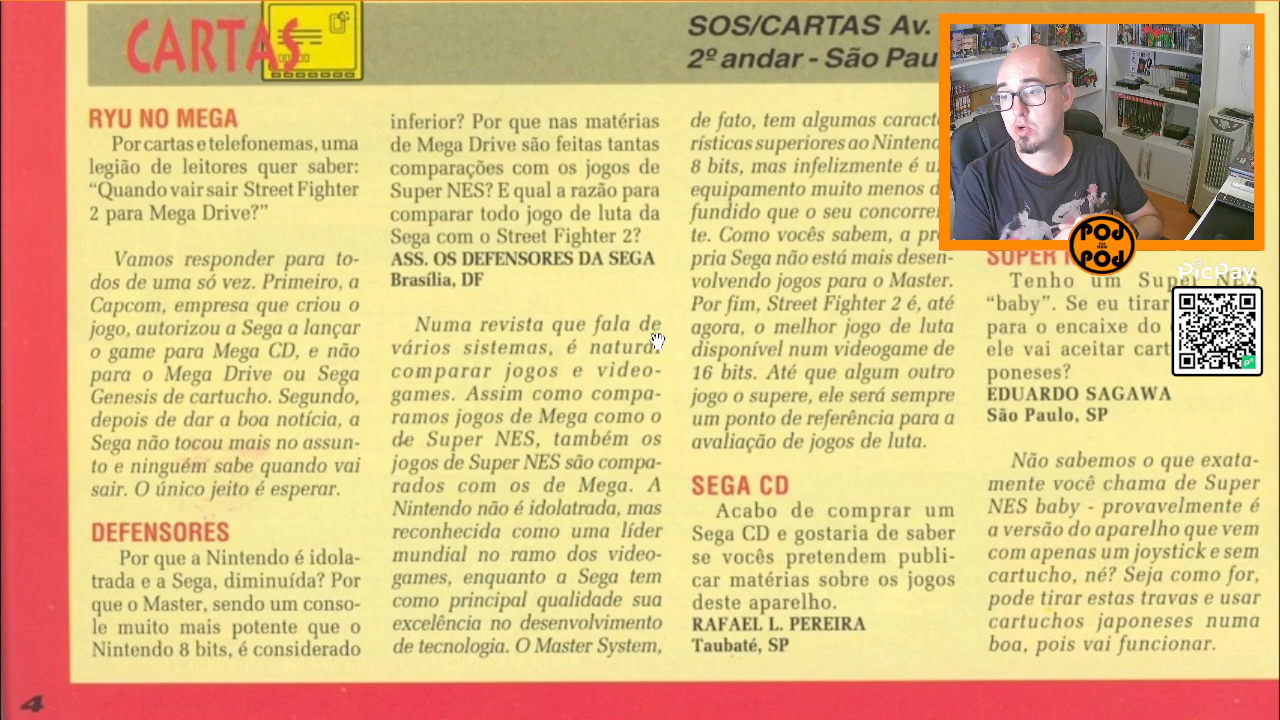 CARTAS
SOS/CARTAS Av.
2º andar - São Pau
RYU NO MEGA
Por cartas e telefonemas, uma
legião de leitores quer saber:
“Quando vair sair Street Fighter
2 para Mega Drive?”
Vamos responder para to-
dos de uma só vez. Primeiro, a
Capcom, empresa que criou o
jogo, autorizou a Sega a lançar
o game para Mega CD, e não
para o Mega Drive ou Sega
Genesis de cartucho. Segundo,
depois de dar a boa notícia, a
Sega não tocou mais no assun-
to e ninguém sabe quando vai
sair. O único jeito é esperar.
DEFENSORES
Por que a Nintendo é idola-
trada e a Sega, diminuída? Por
que o Master, sendo um conso-
le muito mais potente que o
Nintendo 8 bits, é considerado
inferior? Por que nas matérias
de Mega Drive são feitas tantas
comparações com os jogos de
Super NES? E qual a razão para
comparar todo jogo de luta da
Sega com o Street Fighter 2?
ASS. OS DEFENSORES DA SEGA
Brasília, DF
Numa revista que fala de
vários sistemas, é natural
comparar jogos e video-
games. Assim como compa-
ramos jogos de Mega como o
de Super NES, também os
jogos de Super NES são compa-
rados com os de Mega. A
Nintendo não é idolatrada, mas
reconhecida como uma líder
mundial no ramo dos video-
games, enquanto a Sega tem
como principal qualidade sua
excelência no desenvolvimento
de tecnologia. O Master System,
de fato, tem algumas caracte
rísticas superiores ao Nintendo
8 bits, mas infelizmente é u
equipamento muito menos d
fundido que o seu concorren
te. Como vocês sabem, a pró
pria Sega não está mais desen-
volvendo jogos para o Master.
Por fim, Street Fighter 2 é, até
agora, o melhor jogo de luta
disponível num videogame de
16 bits. Até que algum outro
jogo o supere, ele será sempre
um ponto de referência para a
avaliação de jogos de luta.
SEGA CD
Acabo de comprar um
Sega CD e gostaria de saber
se vocês pretendem publi-
car matérias sobre os jogos
deste aparelho.
RAFAEL L. PEREIRA
Taubaté, SP
SUPER
Tenho um Super NES
“baby”. Se eu tirar
para o encaixe do
ele vai aceitar cart
poneses?
EDUARDO SAGAWA
São Paulo, SP
Não sabemos o que exata-
mente você chama de Super
NES baby - provavelmente é
a versão do aparelho que vem
com apenas um joystick e sem
cartucho, né? Seja como for,
pode tirar estas travas e usar
cartuchos japoneses numa
boa, pois vai funcionar.
POD
POD
PicPay
4